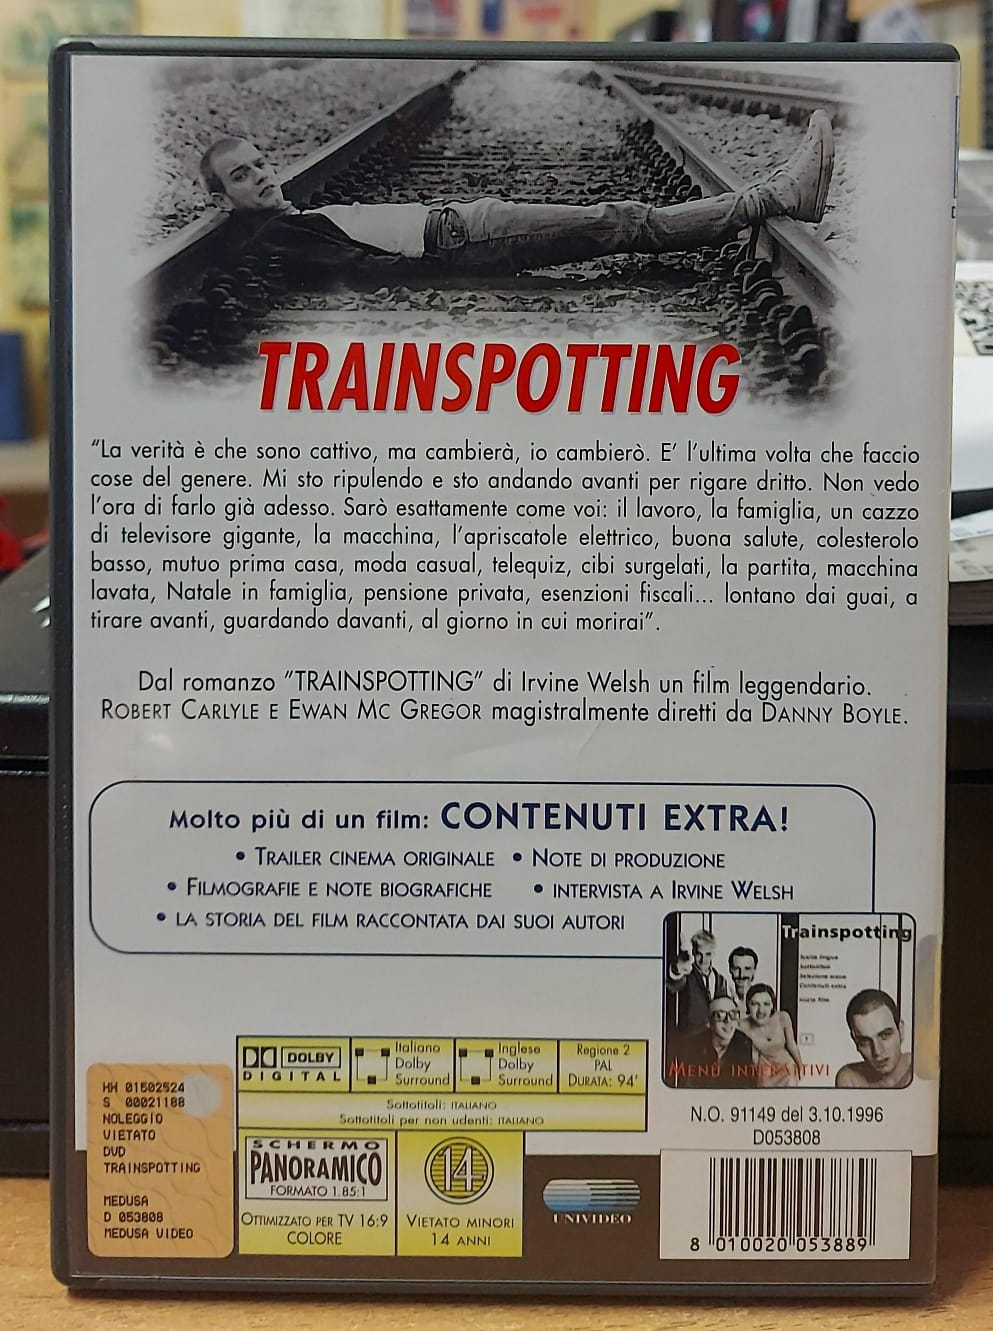 TRAINSPOTTING
“La verità è che sono cattivo, ma cambierà, io cambierò. E’ l’ultima volta che faccio
cose del genere. Mi sto ripulendo e sto andando avanti per rigare dritto. Non vedo
l’ora di farlo già adesso. Sarò esattamente come voi: il lavoro, la famiglia, un cazzo
di televisore gigante, la macchina, l’apriscatole elettrico, buona salute, colesterolo
basso, mutuo prima casa, moda casual, telequiz, cibi surgelati, la partita, macchina
lavata, Natale in famiglia, pensione privata, esenzioni fiscali... lontano dai guai, a
tirare avanti, guardando davanti, al giorno in cui morirai”.
Dal romanzo “TRAINSPOTTING” di Irvine Welsh un film leggendario.
ROBERT CARLYLE E EWAN MC GREGOR magistralmente diretti da DANNY BOYLE.
Molto più di un film: CONTENUTI EXTRA!
• TRAILER CINEMA ORIGINALE • NOTE DI PRODUZIONE
• FILMOGRAFIE E NOTE BIOGRAFICHE • INTERVISTA A IRVINE WELSH
• LA STORIA DEL FILM RACCONTATA DAI SUOI AUTORI
Trainspotting
Scelta lingua
Sottotitoli
Selezione scene
Contenuti extra
Inizio film
MENU INTERATTIVI
N.O. 91149 del 3.10.1996
D053808
DOLBY
DIGITAL
Italiano
Dolby
Surround
Inglese
Dolby
Surround
Regione 2
PAL
DURATA: 94’
Sottotitoli: ITALIANO
Sottotitoli per non udenti: ITALIANO
SCHERMO
PANORAMICO
FORMATO 1.85:1
OTTIMIZZATO PER TV 16:9
COLORE
14
VIETATO MINORI
14 ANNI
UNIVIDEO
8 010020 053889
HH 01502524
S 00021188
NOLEGGIO
VIETATO
DVD
TRAINSPOTTING
MEDUSA
D 053808
MEDUSA VIDEO